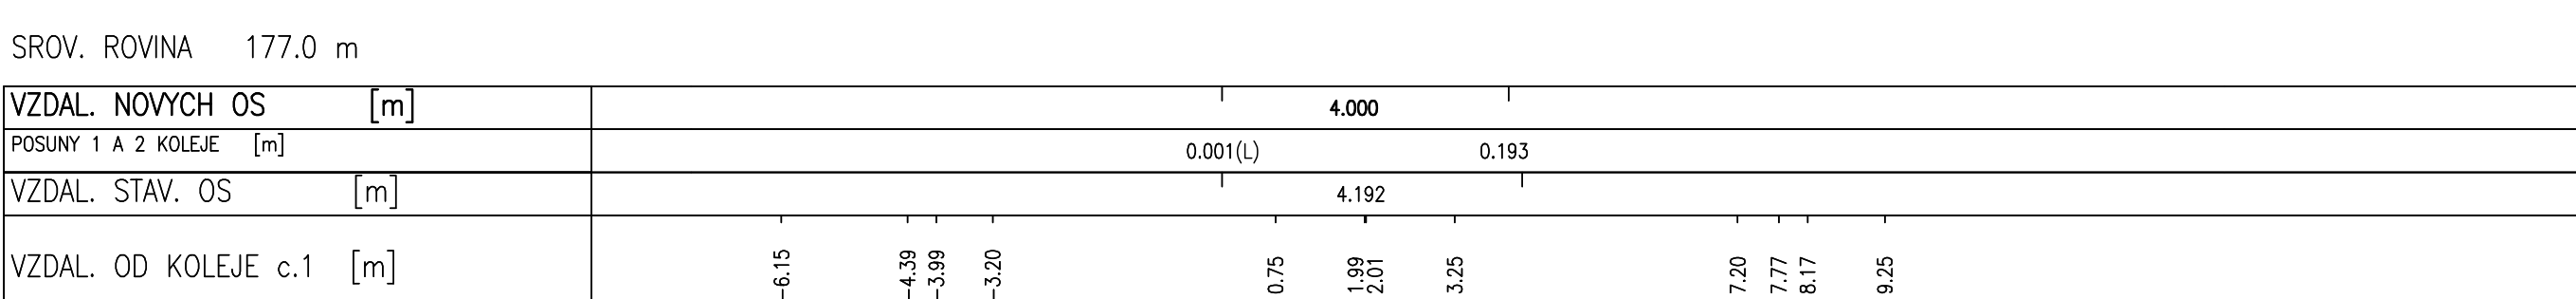 SROV. ROVINA 177.0 m
VZDAL. NOVYCH OS [m] 4.000
POSUNY 1 A 2 KOLEJE [m] 0.001(L) 0.193
VZDAL. STAV. OS [m] 4.192
VZDAL. OD KOLEJE c.1 [m] -6.15 -4.39 -3.99 -3.20 0.75 1.99 2.01 3.25 7.20 7.77 8.17 9.25